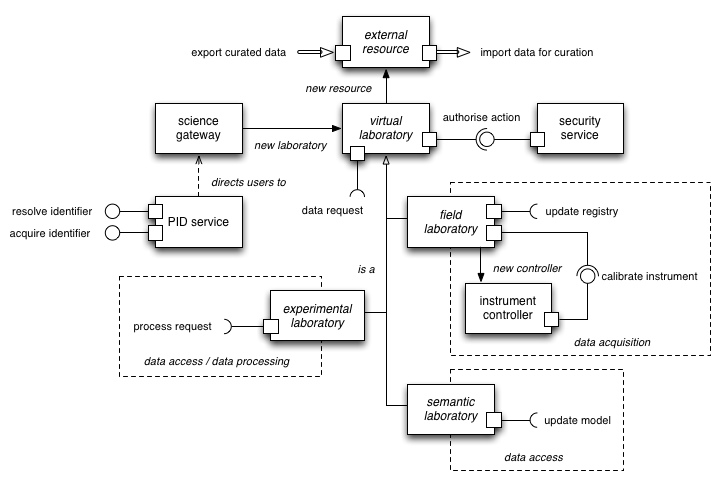 external
resource
export curated data
import data for curation
new resource
science
gateway
virtual
laboratory
authorise action
security
service
new laboratory
directs users to
data request
resolve identifier
acquire identifier
PID service
field
laboratory
update registry
is a
new controller
calibrate instrument
instrument
controller
experimental
laboratory
process request
data acquisition
data access / data processing
semantic
laboratory
update model
data access